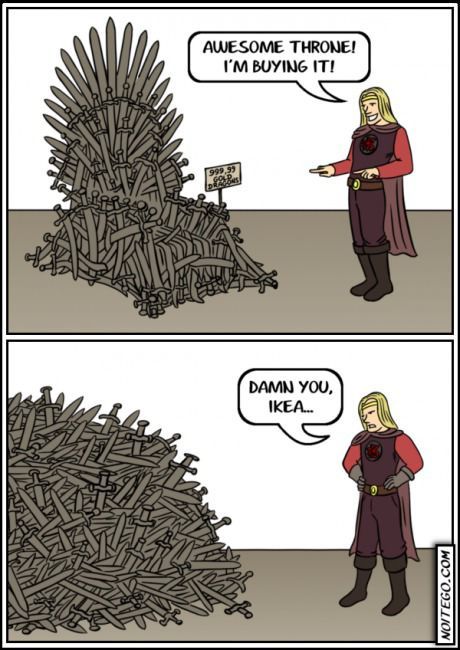 AWESOME THRONE!
I'M BUYING IT!
999,99
GOLD
DRAGONS
DAMN YOU,
IKEA...
NOITEGO.COM